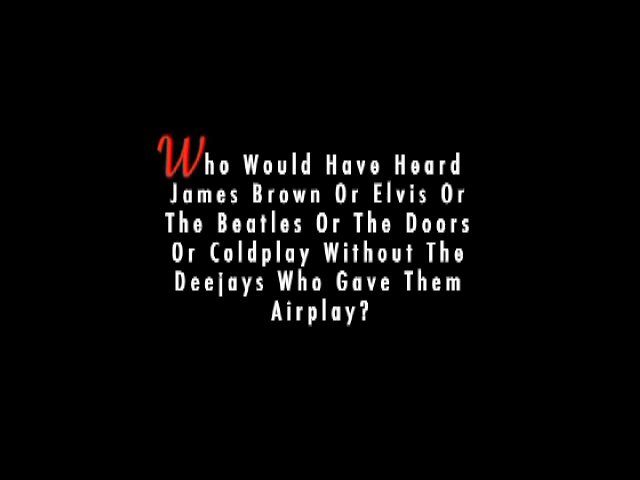 Who Would Have Heard
James Brown Or Elvis Or
The Beatles Or The Doors
Or Coldplay Without The
Deejays Who Gave Them
Airplay?